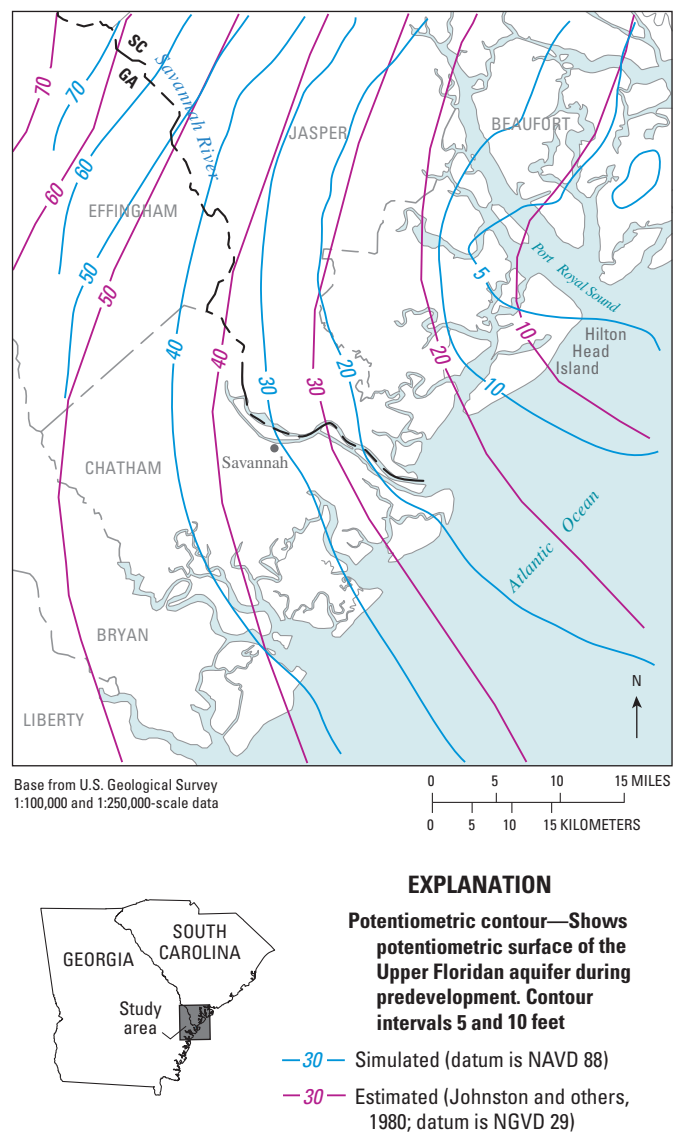 SC
GA
Savannah River
70
70
JASPER
BEAUFORT
60
60
EFFINGHAM
50
50
5
Port Royal Sound
10
Hilton
Head
Island
40
40
30
30
20
20
10
Savannah
CHATHAM
Atlantic Ocean
BRYAN
LIBERTY
N
Base from U.S. Geological Survey
1:100,000 and 1:250,000-scale data
0 5 10 15 MILES
0 5 10 15 KILOMETERS
GEORGIA
SOUTH
CAROLINA
Study
area
EXPLANATION
Potentiometric contour—Shows
potentiometric surface of the
Upper Floridan aquifer during
predevelopment. Contour
intervals 5 and 10 feet
30 Simulated (datum is NAVD 88)
30 Estimated (Johnston and others,
1980; datum is NGVD 29)